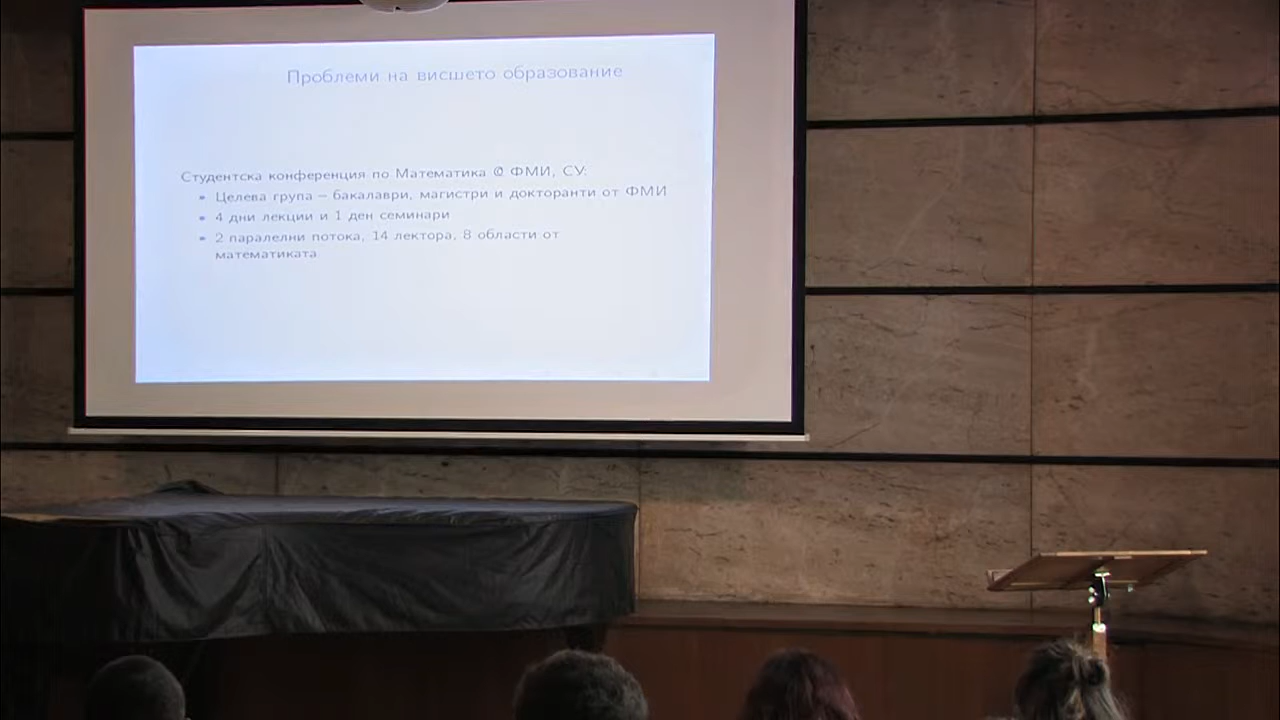 Проблеми на висшето образование
Студентска конференция по Математика @ ФМИ, СУ:
Целева група – бакалаври, магистри и докторанти от ФМИ
4 дни лекции и 1 ден семинари
2 паралелни потока, 14 лектора, 8 области от
математиката